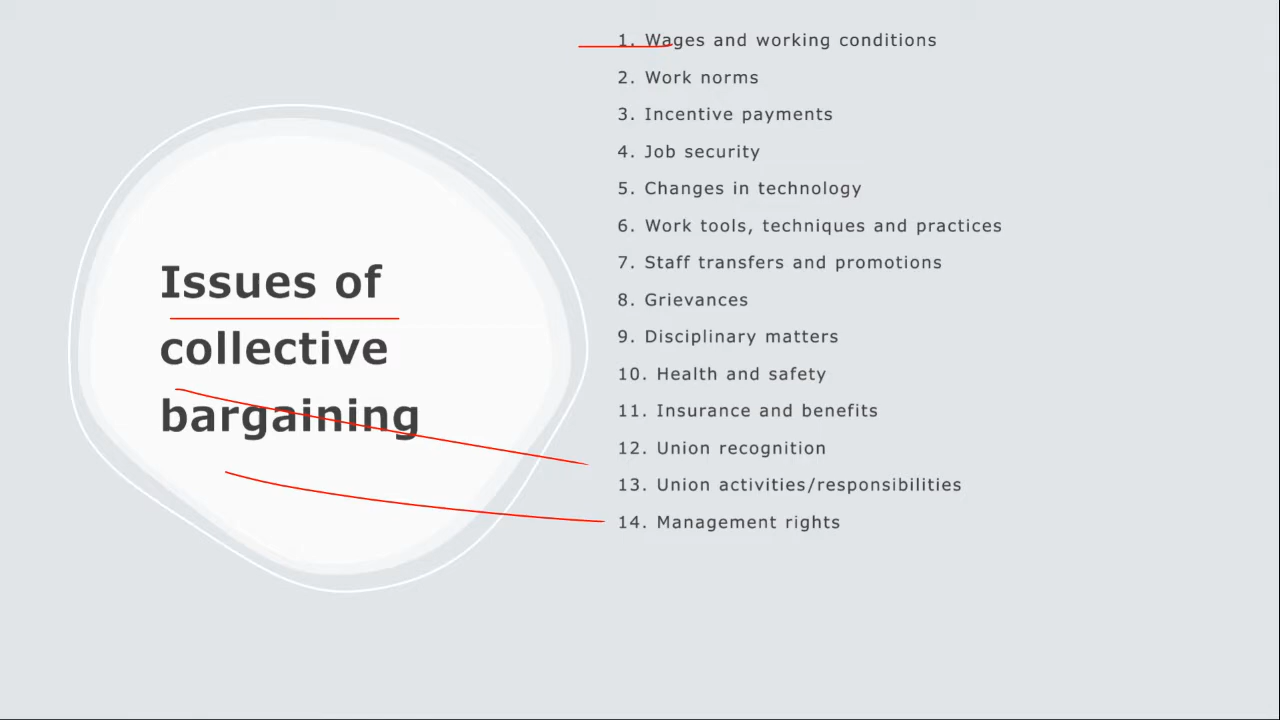 Issues of
collective
bargaining
1. Wages and working conditions
2. Work norms
3. Incentive payments
4. Job security
5. Changes in technology
6. Work tools, techniques and practices
7. Staff transfers and promotions
8. Grievances
9. Disciplinary matters
10. Health and safety
11. Insurance and benefits
12. Union recognition
13. Union activities/responsibilities
14. Management rights